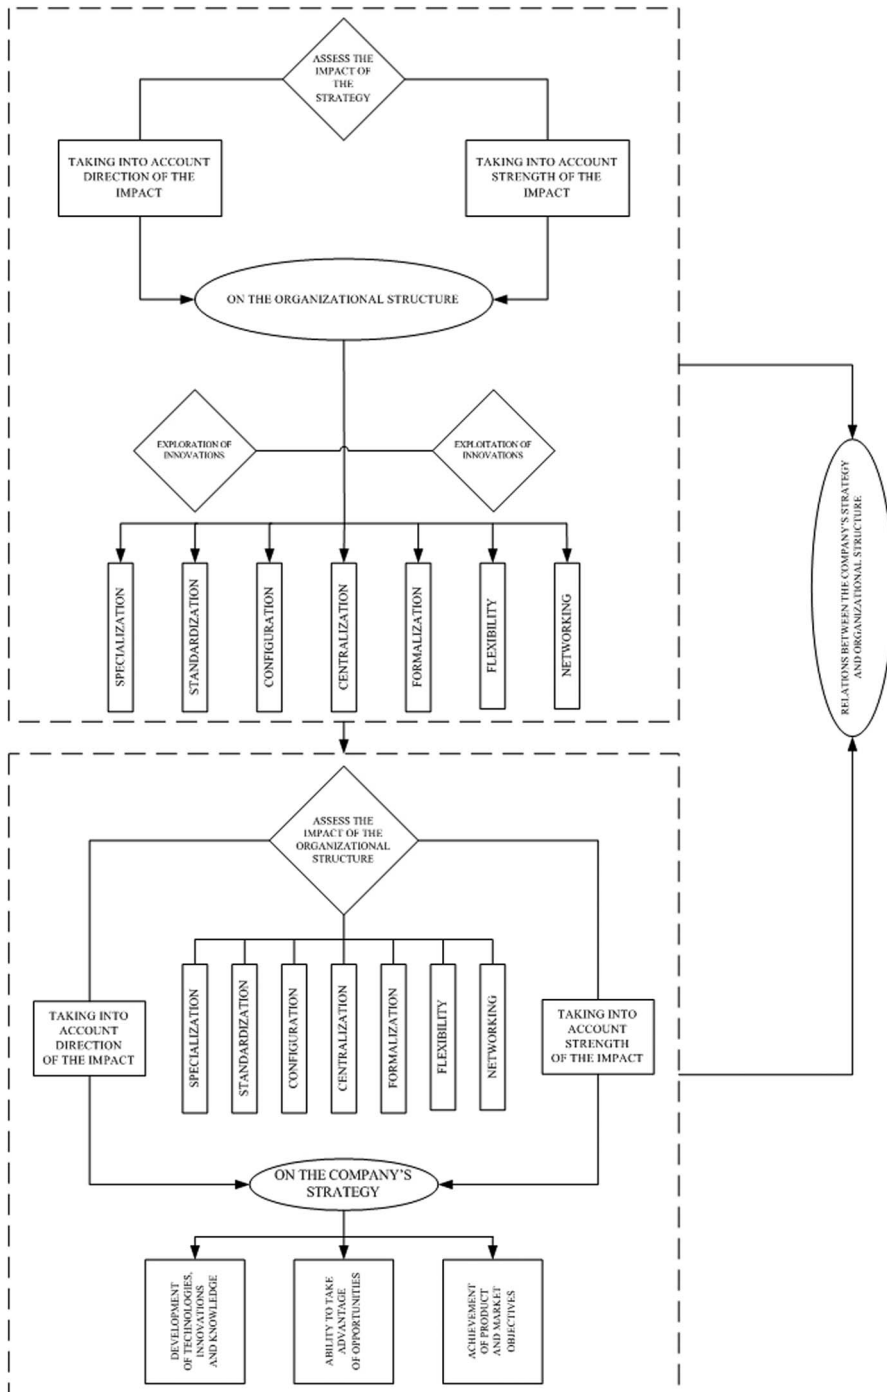 ASSESS THE
IMPACT OF
THE
STRATEGY
TAKING INTO ACCOUNT
DIRECTION OF THE
IMPACT
TAKING INTO ACCOUNT
STRENGTH OF THE
IMPACT
ON THE ORGANIZATIONAL STRUCTURE
EXPLORATION OF
INNOVATIONS
EXPLOITATION OF
INNOVATIONS
SPECIALIZATION
STANDARDIZATION
CONFIGURATION
CENTRALIZATION
FORMALIZATION
FLEXIBILITY
NETWORKING
RELATIONS BETWEEN THE COMPANY'S STRATEGY
AND ORGANIZATIONAL STRUCTURE
ASSESS THE
IMPACT OF THE
ORGANIZATIONAL
STRUCTURE
TAKING INTO
ACCOUNT
DIRECTION
OF THE IMPACT
SPECIALIZATION
STANDARDIZATION
CONFIGURATION
CENTRALIZATION
FORMALIZATION
FLEXIBILITY
NETWORKING
TAKING INTO
ACCOUNT
STRENGTH
OF THE IMPACT
ON THE COMPANY'S
STRATEGY
DEVELOPMENT
OF TECHNOLOGIES,
INNOVATIONS
AND KNOWLEDGE
ABILITY TO TAKE
ADVANTAGE
OF OPPORTUNITIES
ACHIEVEMENT
OF PRODUCT
AND MARKET
OBJECTIVES